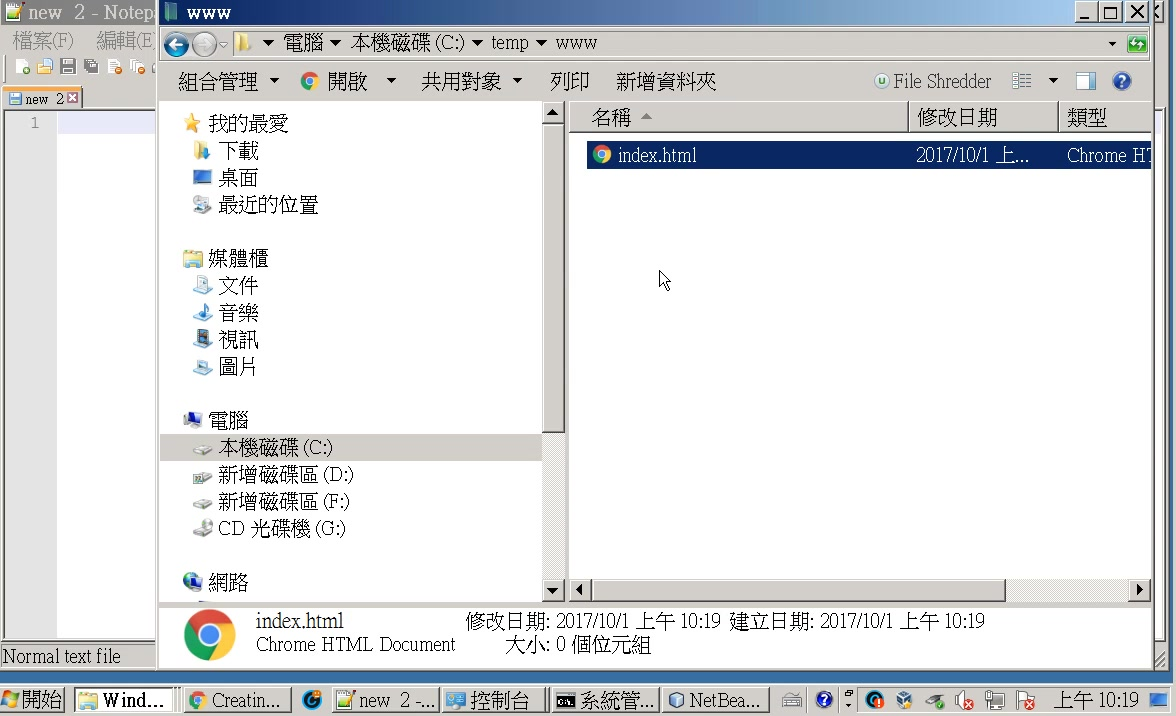 new 2 - Notep
www
檔案(F) 編輯(E)
電腦 本機磁碟 (C:) temp www
組合管理 開啟 共用對象 列印 新增資料夾 File Shredder
new 2
1
我的最愛
下載
桌面
最近的位置
媒體櫃
文件
音樂
視訊
圖片
電腦
本機磁碟 (C:)
新增磁碟區 (D:)
新增磁碟區 (F:)
CD 光碟機 (G:)
網路
名稱 修改日期 類型
index.html 2017/10/1 上... Chrome HT
index.html 修改日期: 2017/10/1 上午 10:19 建立日期: 2017/10/1 上午 10:19
Chrome HTML Document 大小: 0 個位元組
Normal text file
開始 Wind... Creatin... new 2 -... 控制台 系統管... NetBea... 上午 10:19